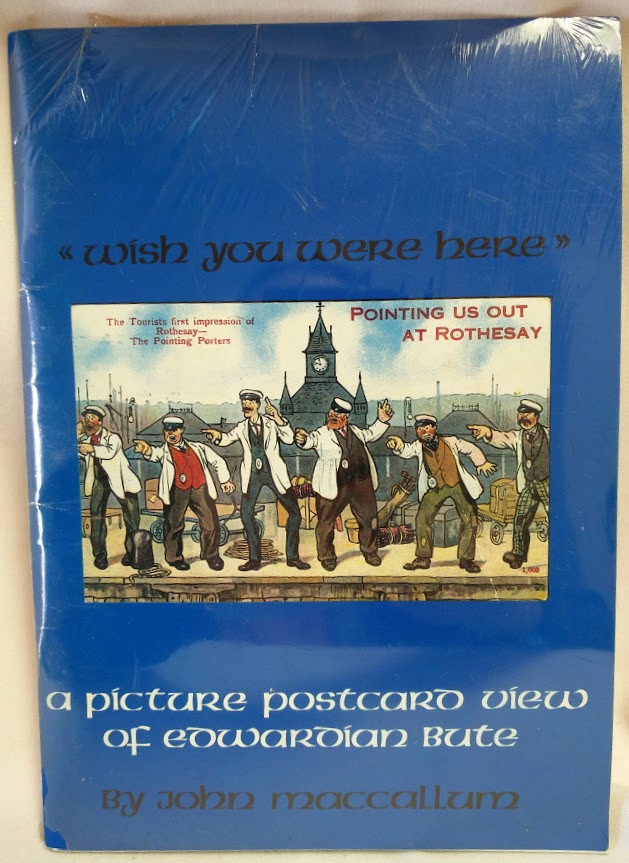 « wish you were here »
The Tourists first impression of
Rothesay—
The Pointing Porters
POINTING US OUT
AT ROTHESAY
a picture postcard view
of edwardian bute
by john maccallum